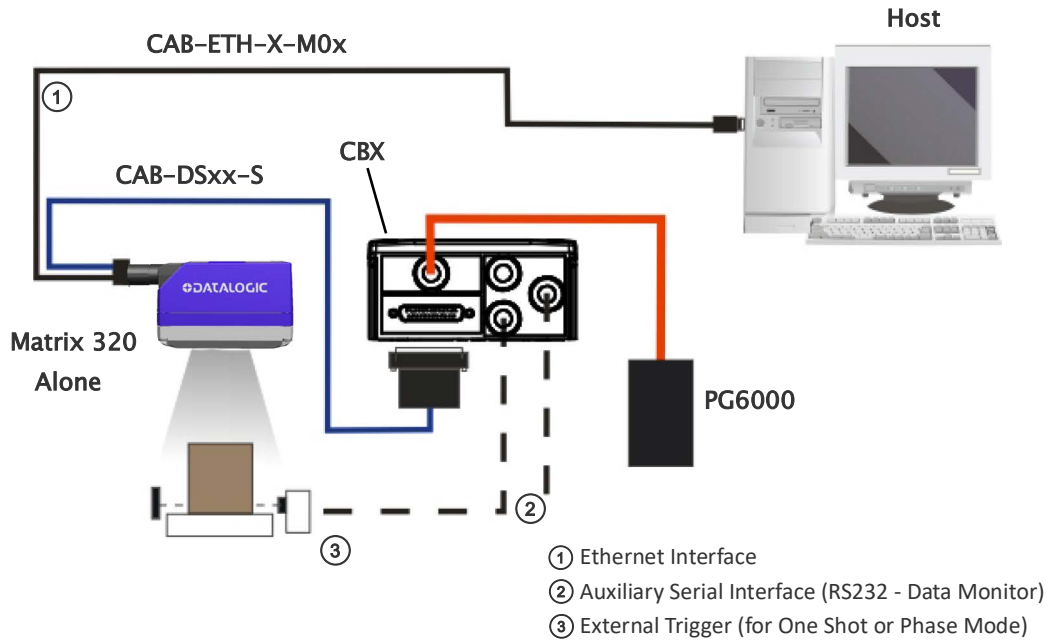 Host
CAB-ETH-X-M0x
1
CBX
CAB-DSxx-S
DATALOGIC
Matrix 320
Alone
PG6000
2
3
1 Ethernet Interface
2 Auxiliary Serial Interface (RS232 - Data Monitor)
3 External Trigger (for One Shot or Phase Mode)